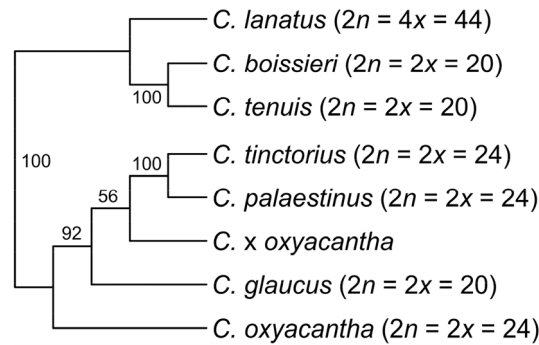 C. lanatus (2n = 4x = 44)
C. boissieri (2n = 2x = 20)
100
C. tenuis (2n = 2x = 20)
C. tinctorius (2n = 2x = 24)
100
100
C. palaestinus (2n = 2x = 24)
56
C. x oxyacantha
92
C. glaucus (2n = 2x = 20)
C. oxyacantha (2n = 2x = 24)